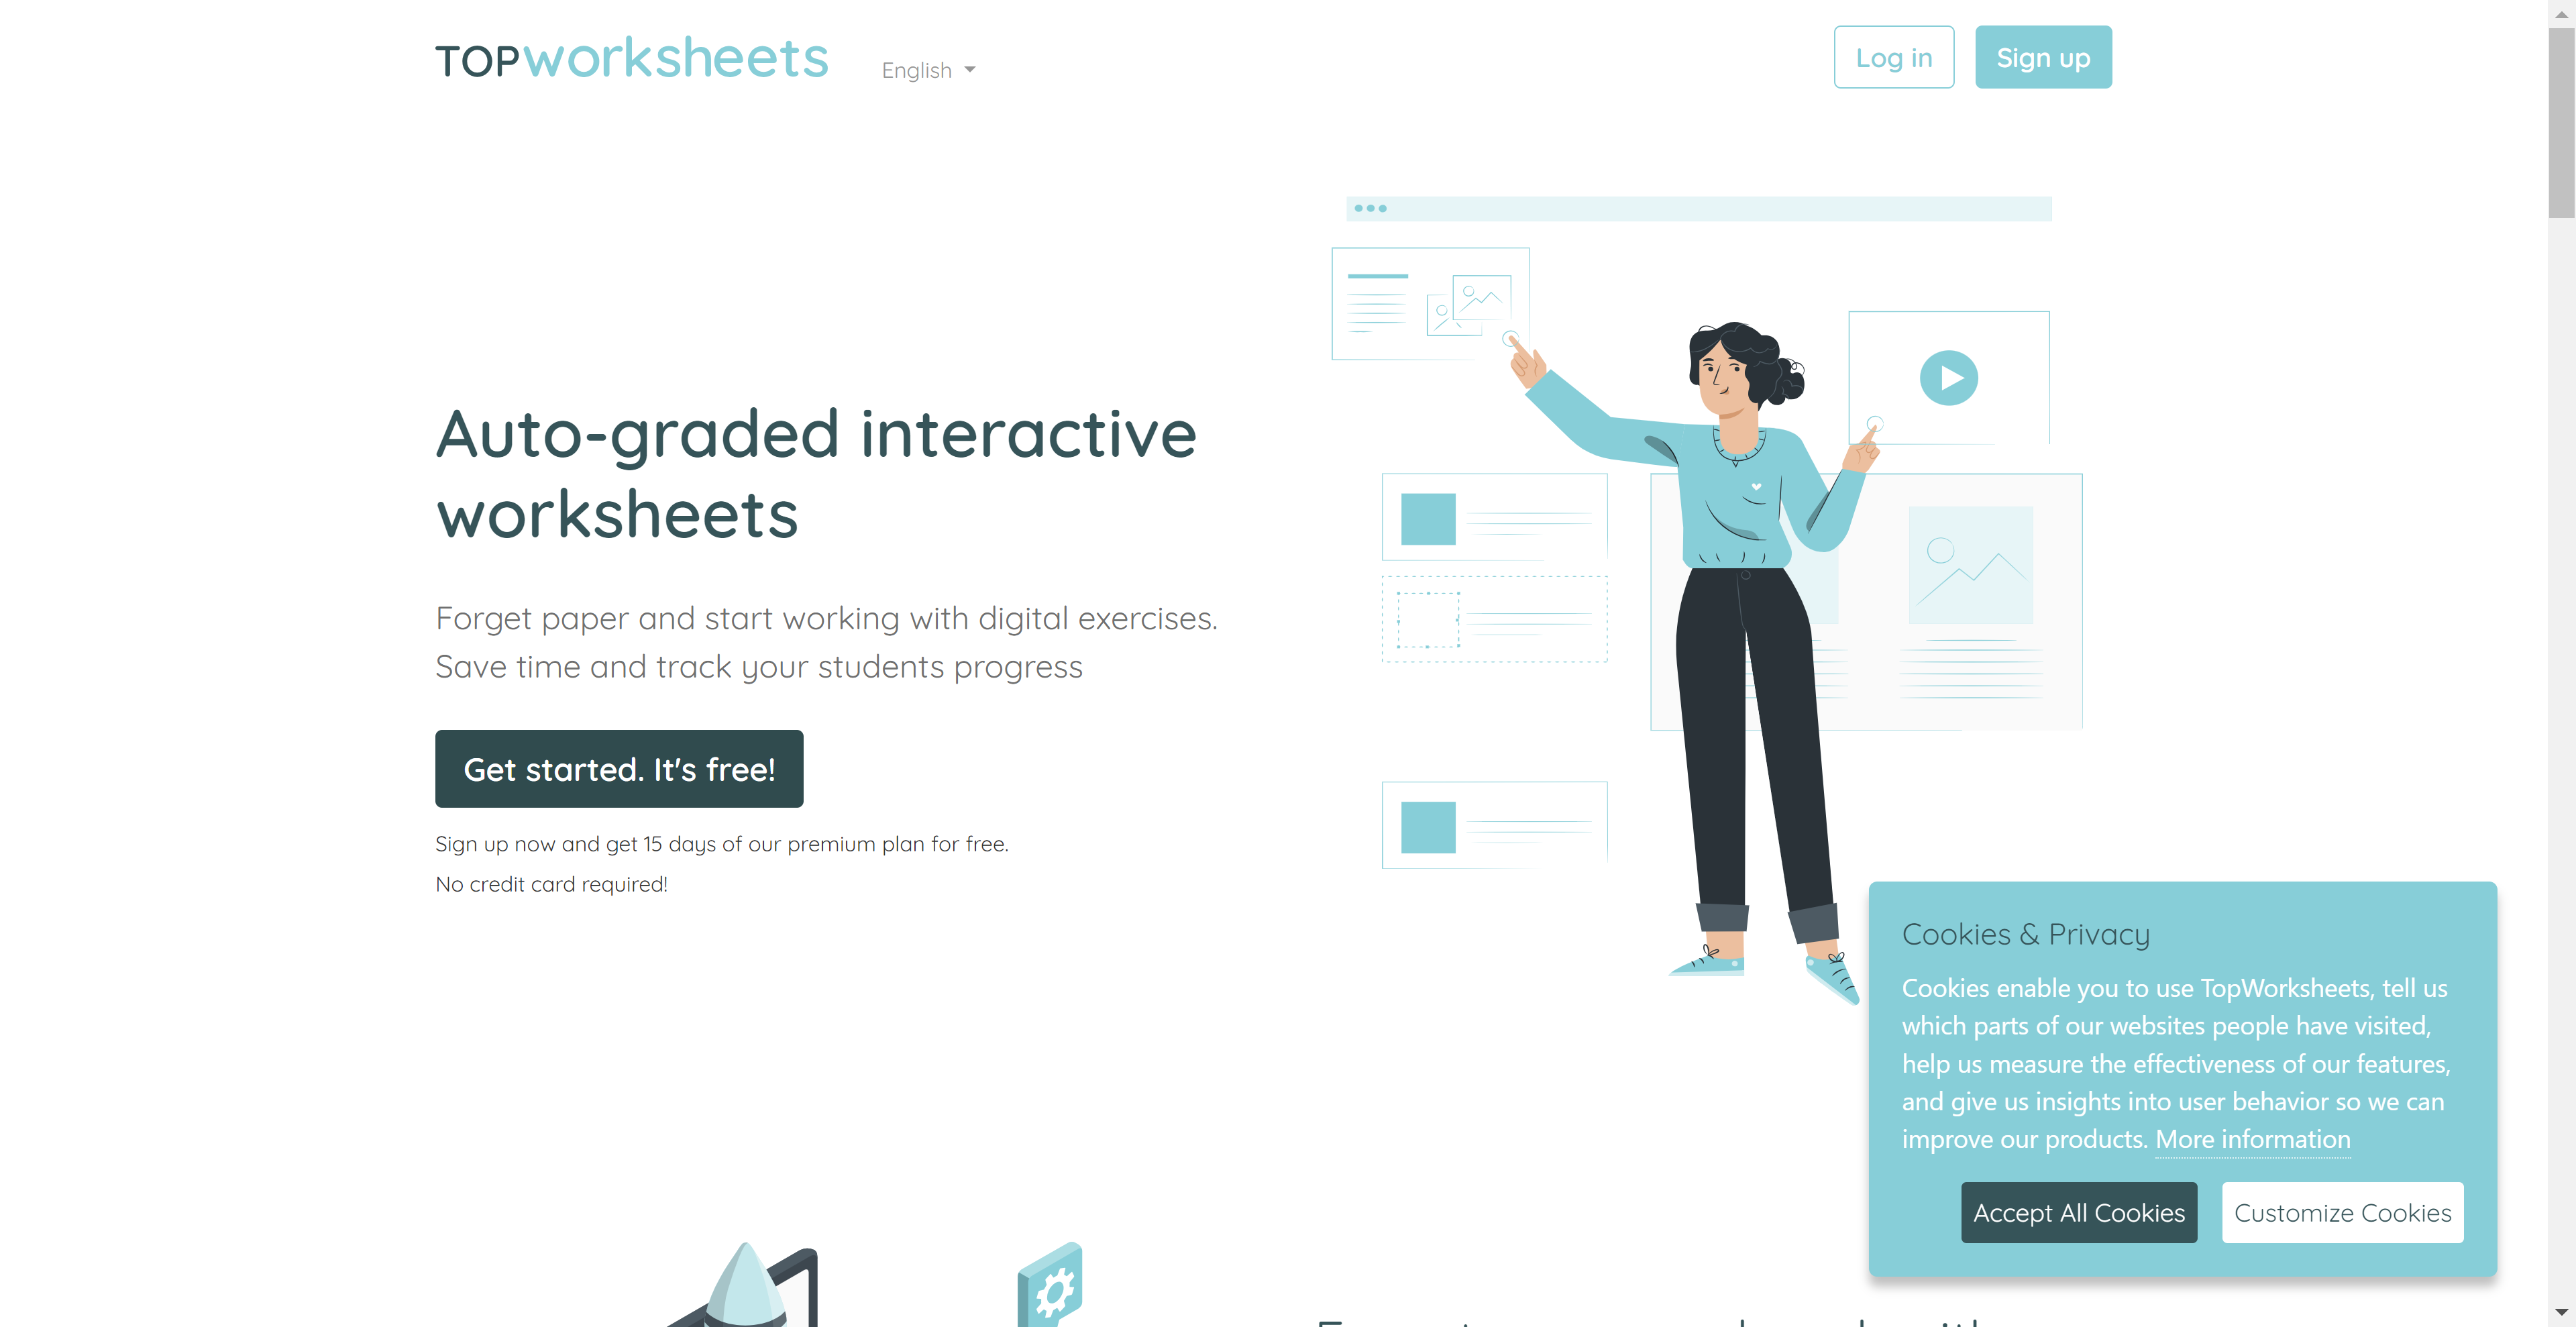 TOPworksheets
English
Log in
Sign up
Auto-graded interactive
worksheets
Forget paper and start working with digital exercises.
Save time and track your students progress
Get started. It's free!
Sign up now and get 15 days of our premium plan for free.
No credit card required!
Cookies & Privacy
Cookies enable you to use TopWorksheets, tell us
which parts of our websites people have visited,
help us measure the effectiveness of our features,
and give us insights into user behavior so we can
improve our products. More information
Accept All Cookies
Customize Cookies